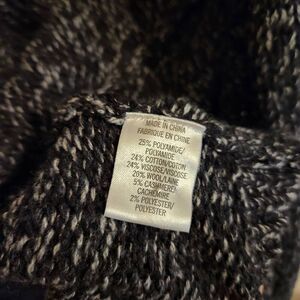 MADE IN CHINA
FABRIQUE EN CHINE
25% POLYAMIDE/
POLYAMIDE
24% COTTON/COTON
24% VISCOSE/VISCOSE
20% WOOL/LAINE
5% CASHMERE/
CACHEMIRE
2% POLYESTER/
POLYESTER